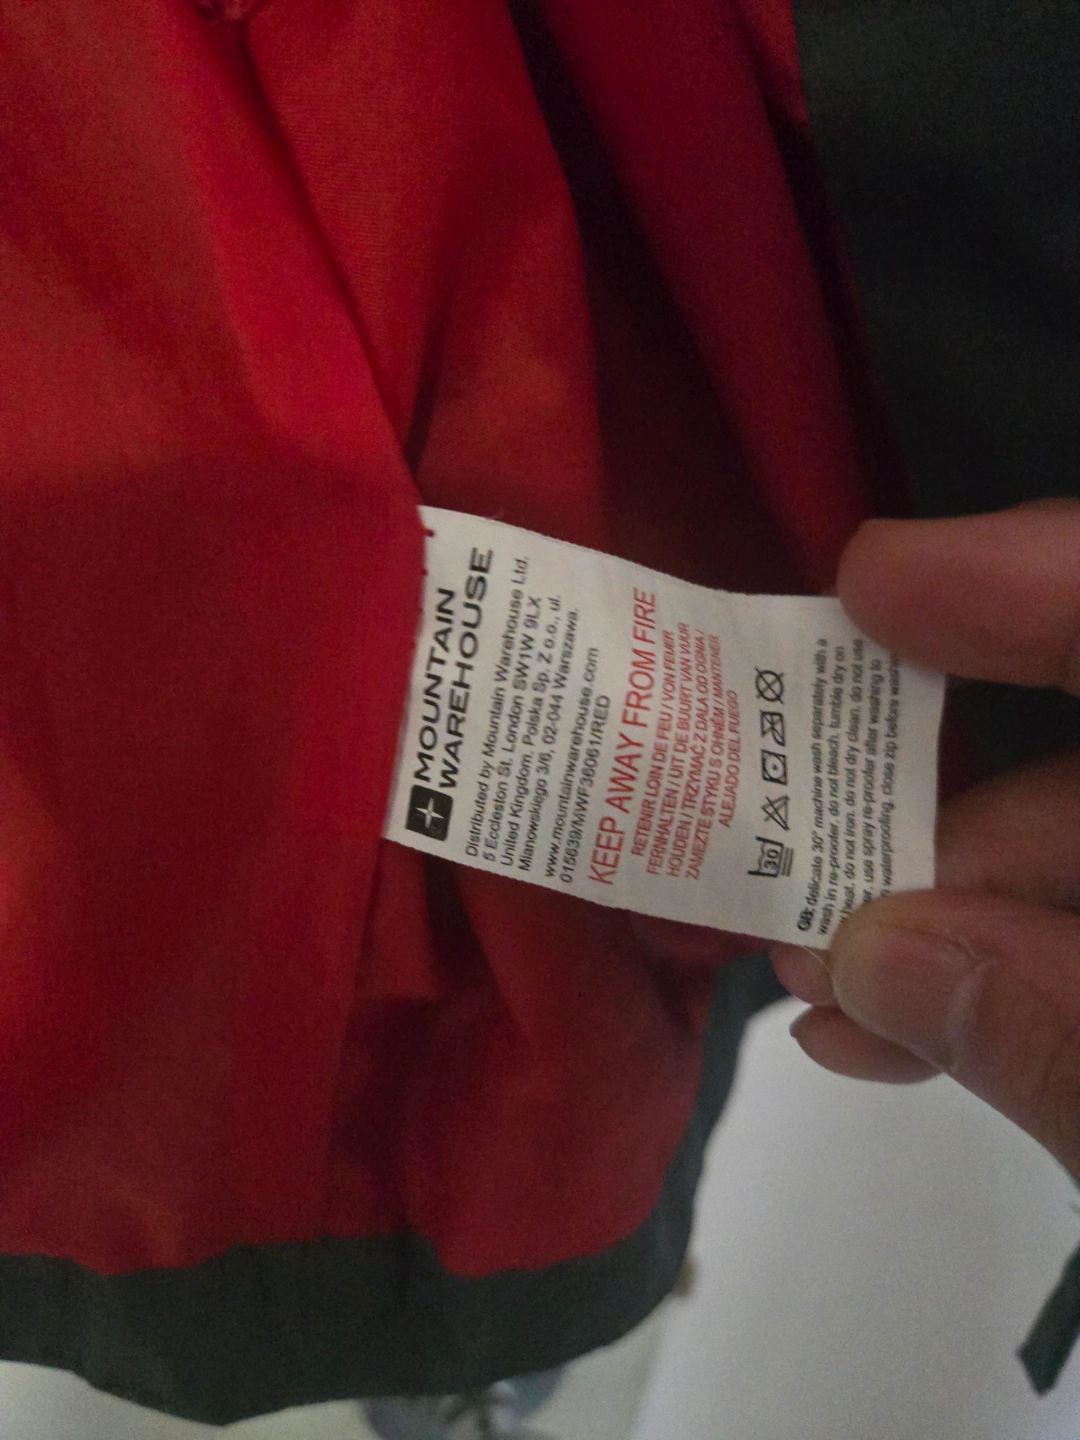 MOUNTAIN
WAREHOUSE
Distributed by Mountain Warehouse Ltd.
5 Eccleston St. London SW1W 9LX
United Kingdom. Polska Sp. Z o.o., ul.
Mianowskiego 3/6, 02-044 Warszawa.
www.mountainwarehouse.com
015639/MWF36061/RED
KEEP AWAY FROM FIRE
RETENIR LOIN DE FEU / VON FEUER
FERNHALTEN / UIT DE BUURT VAN VUUR
HOUDEN / TRZYMAĆ Z DALA OD OGNIA /
ZAMEZTE STYKU S OHNĚM / MANTENER
ALEJADO DEL FUEGO
30
GB: delicate 30° machine wash separately with a
wash in re-proofer, do not bleach, tumble dry on
heat, do not iron, do not dry clean, do not use
use spray re-proofer after washing to
waterproofing, close zip before